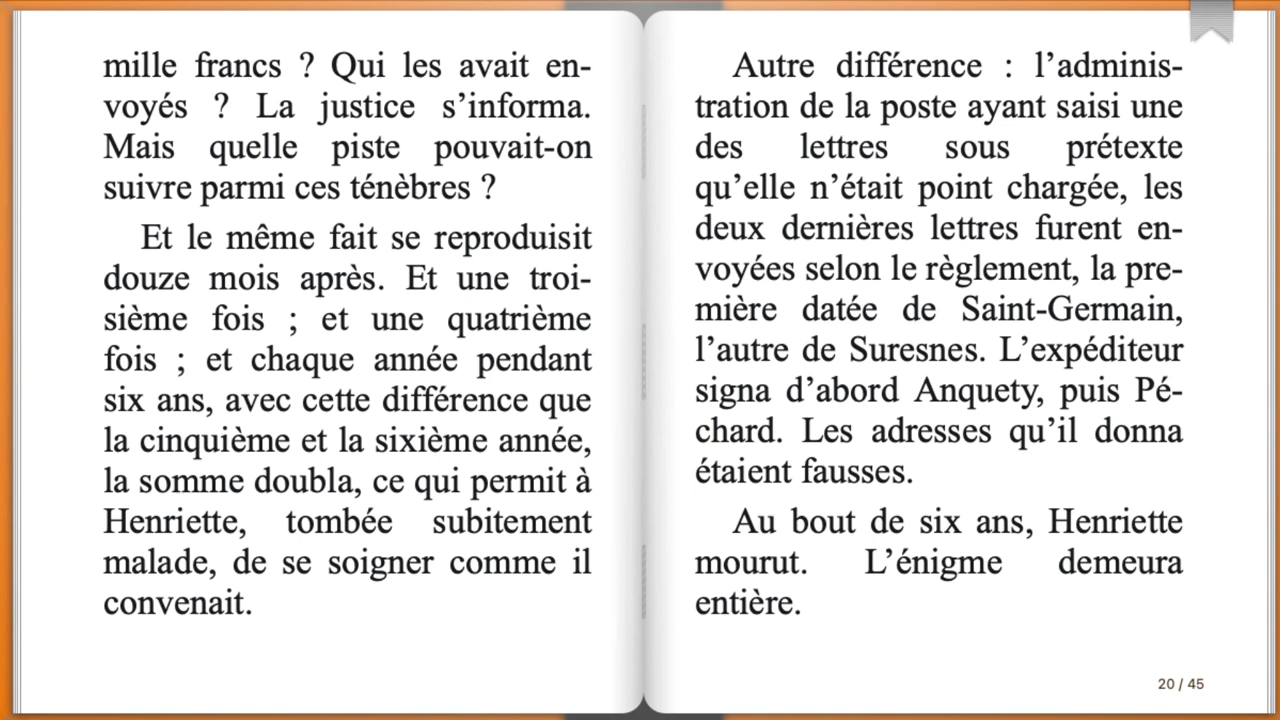 mille francs ? Qui les avait en-
voyés ? La justice s’informa.
Mais quelle piste pouvait-on
suivre parmi ces ténèbres ?
Et le même fait se reproduisit
douze mois après. Et une troi-
sième fois ; et une quatrième
fois ; et chaque année pendant
six ans, avec cette différence que
la cinquième et la sixième année,
la somme doubla, ce qui permit à
Henriette, tombée subitement
malade, de se soigner comme il
convenait.
Autre différence : l’adminis-
tration de la poste ayant saisi une
des lettres sous prétexte
qu’elle n’était point chargée, les
deux dernières lettres furent en-
voyées selon le règlement, la pre-
mière datée de Saint-Germain,
l’autre de Suresnes. L’expéditeur
signa d’abord Anquety, puis Pé-
chard. Les adresses qu’il donna
étaient fausses.
Au bout de six ans, Henriette
mourut. L’énigme demeura
entière.
20 / 45